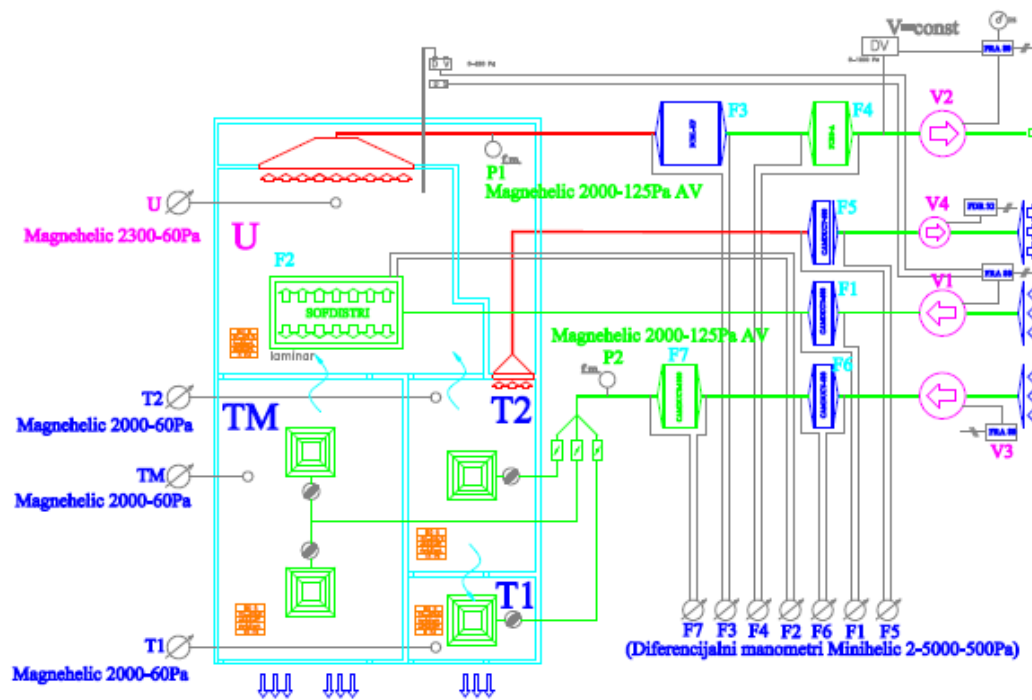 V=const
DV
D V
V2
F3
F4
f.m.
P1
Magnehelic 2000-125Pa AV
U
Magnehelic 2300-60Pa
U
F5
V4
F2
SOFDISTRI
laminar
F1
V1
Magnehelic 2000-125Pa AV
P2
f.m.
F7
F6
V3
T2
Magnehelic 2000-60Pa
TM
T2
TM
Magnehelic 2000-60Pa
T1
T1
Magnehelic 2000-60Pa
F7
F3
F4
F2
F6
F1
F5
(Diferencijalni manometri Minihelic 2-5000-500Pa)